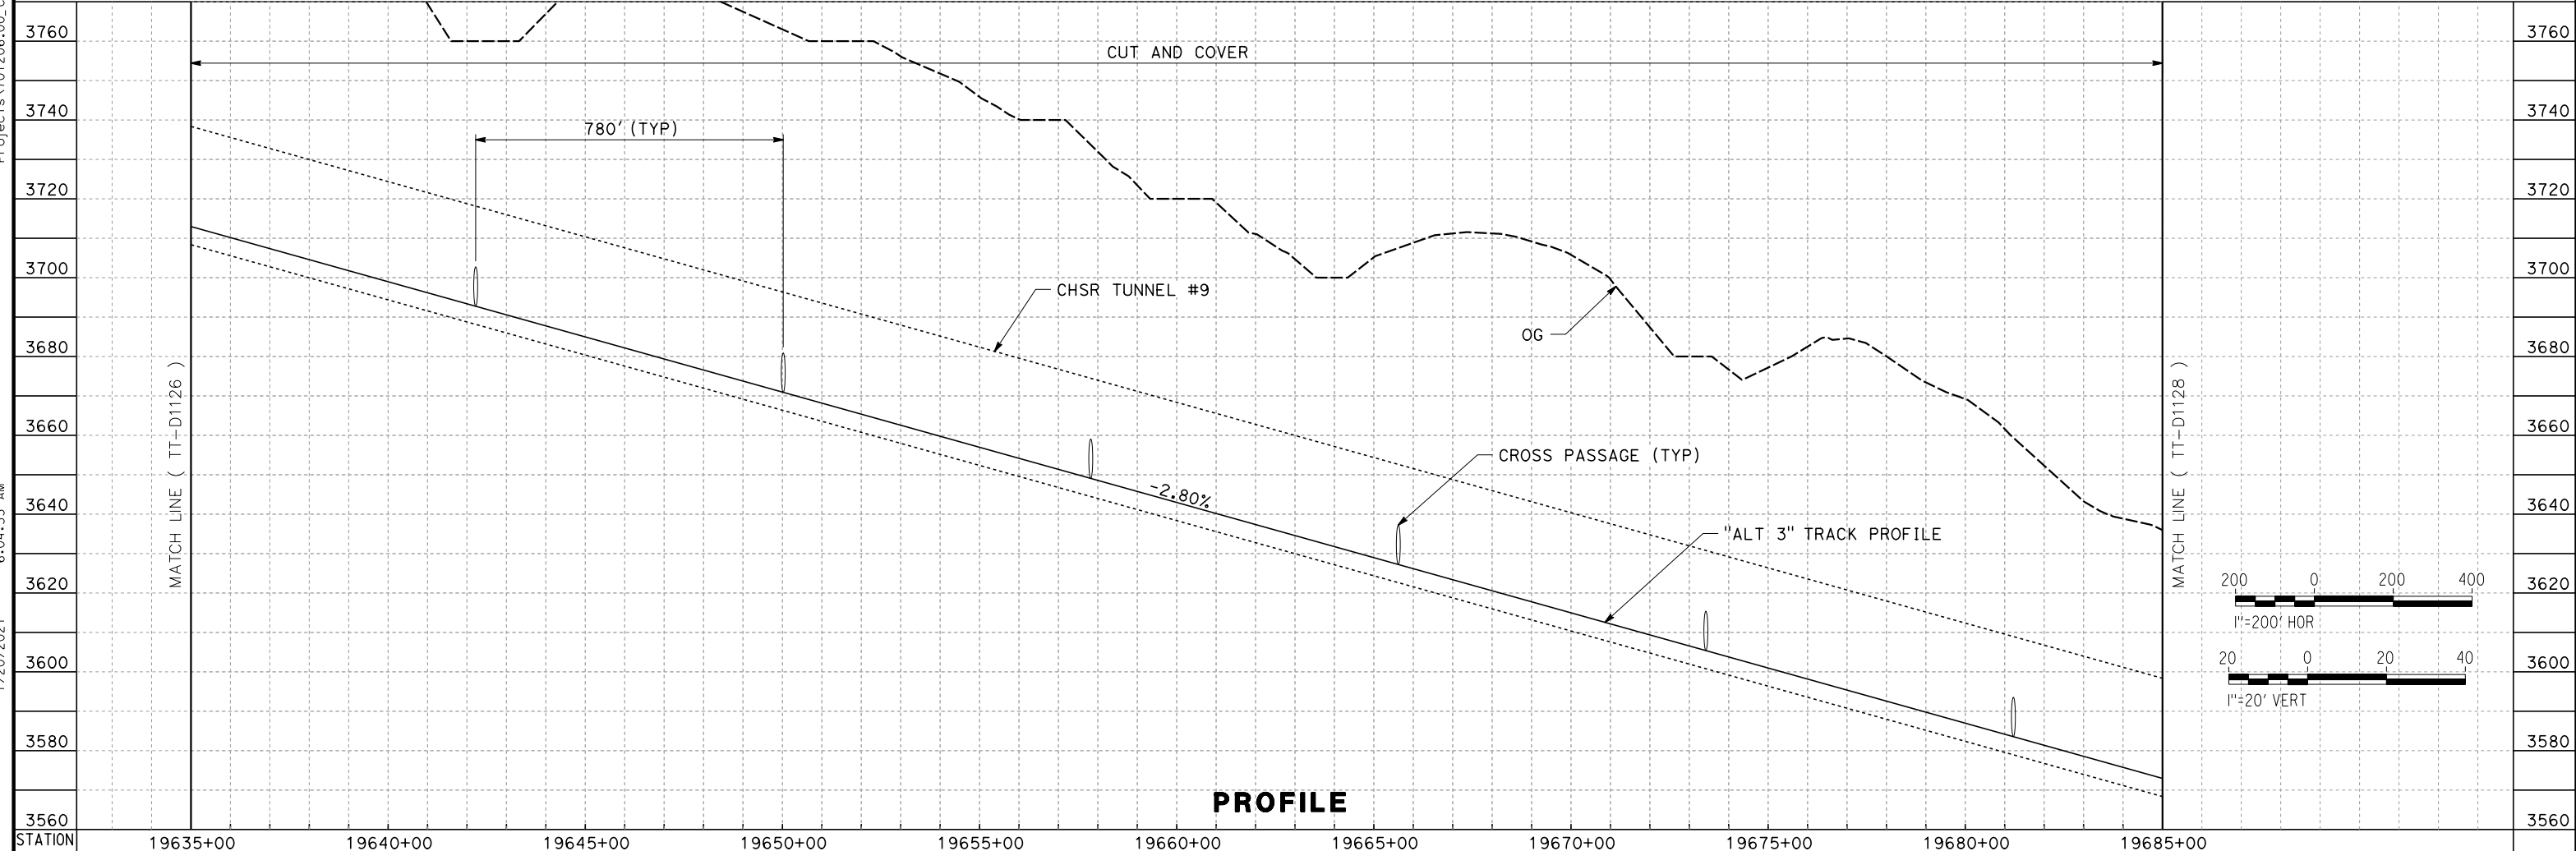 CUT AND COVER
3760
3760
3740
780' (TYP)
3740
3720
3720
3700
CHSR TUNNEL #9
3700
OG
3680
3680
MATCH LINE ( TT-D1126 )
MATCH LINE ( TT-D1128 )
3660
CROSS PASSAGE (TYP)
3660
-2.80%
3640
3640
"ALT 3" TRACK PROFILE
3620
3620
200 0 200 400
1"=200' HOR
3600
3600
20 0 20 40
1"=20' VERT
3580
3580
PROFILE
3560
3560
STATION 19635+00 19640+00 19645+00 19650+00 19655+00 19660+00 19665+00 19670+00 19675+00 19680+00 19685+00